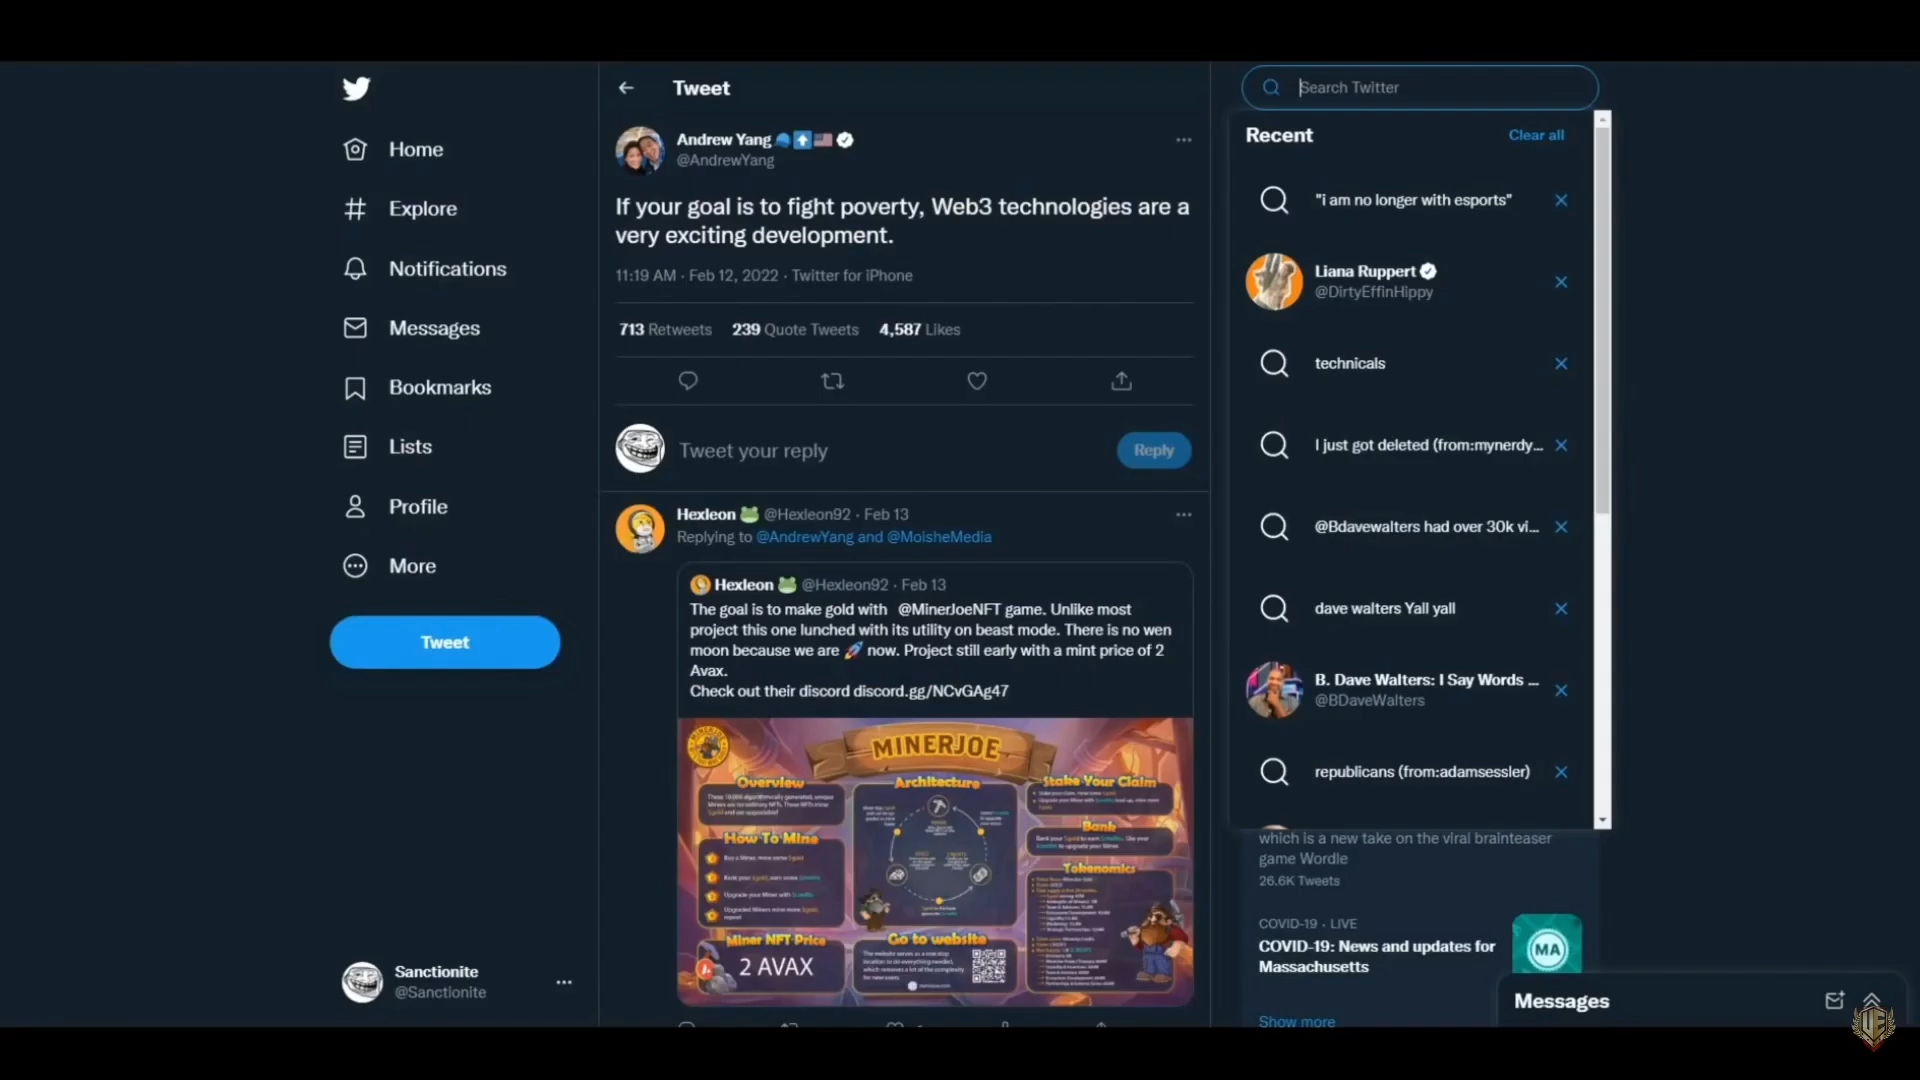 Home
Explore
Notifications
Messages
Bookmarks
Lists
Profile
More
Tweet
Sanctionite
@Sanctionite
Tweet
Andrew Yang
@AndrewYang
If your goal is to fight poverty, Web3 technologies are a
very exciting development.
11:19 AM · Feb 12, 2022 · Twitter for iPhone
713 Retweets 239 Quote Tweets 4,587 Likes
Tweet your reply
Reply
Hexleon @Hexleon92 · Feb 13
Replying to @AndrewYang and @MoisheMedia
Hexleon @Hexleon92 · Feb 13
The goal is to make gold with @MinerJoeNFT game. Unlike most
project this one lunched with its utility on beast mode. There is no wen
moon because we are 🚀 now. Project still early with a mint price of 2
Avax.
Check out their discord discord.gg/NCvGAg47
MINERJOE
Overview
How To Mine
Miner NFT Price
2 AVAX
Architecture
Go to website
Stake Your Claim
Bank
Tokenomics
Search Twitter
Recent
Clear all
"i am no longer with esports"
Liana Ruppert
@DirtyEffinHippy
technicals
I just got deleted (from:mynerdy...
@Bdavewalters had over 30k vi...
dave walters Yall yall
B. Dave Walters: I Say Words ...
@BDaveWalters
republicans (from:adamsessler)
which is a new take on the viral brainteaser
game Wordle
26.6K Tweets
COVID-19 · LIVE
COVID-19: News and updates for
Massachusetts
MA
Show more
Messages